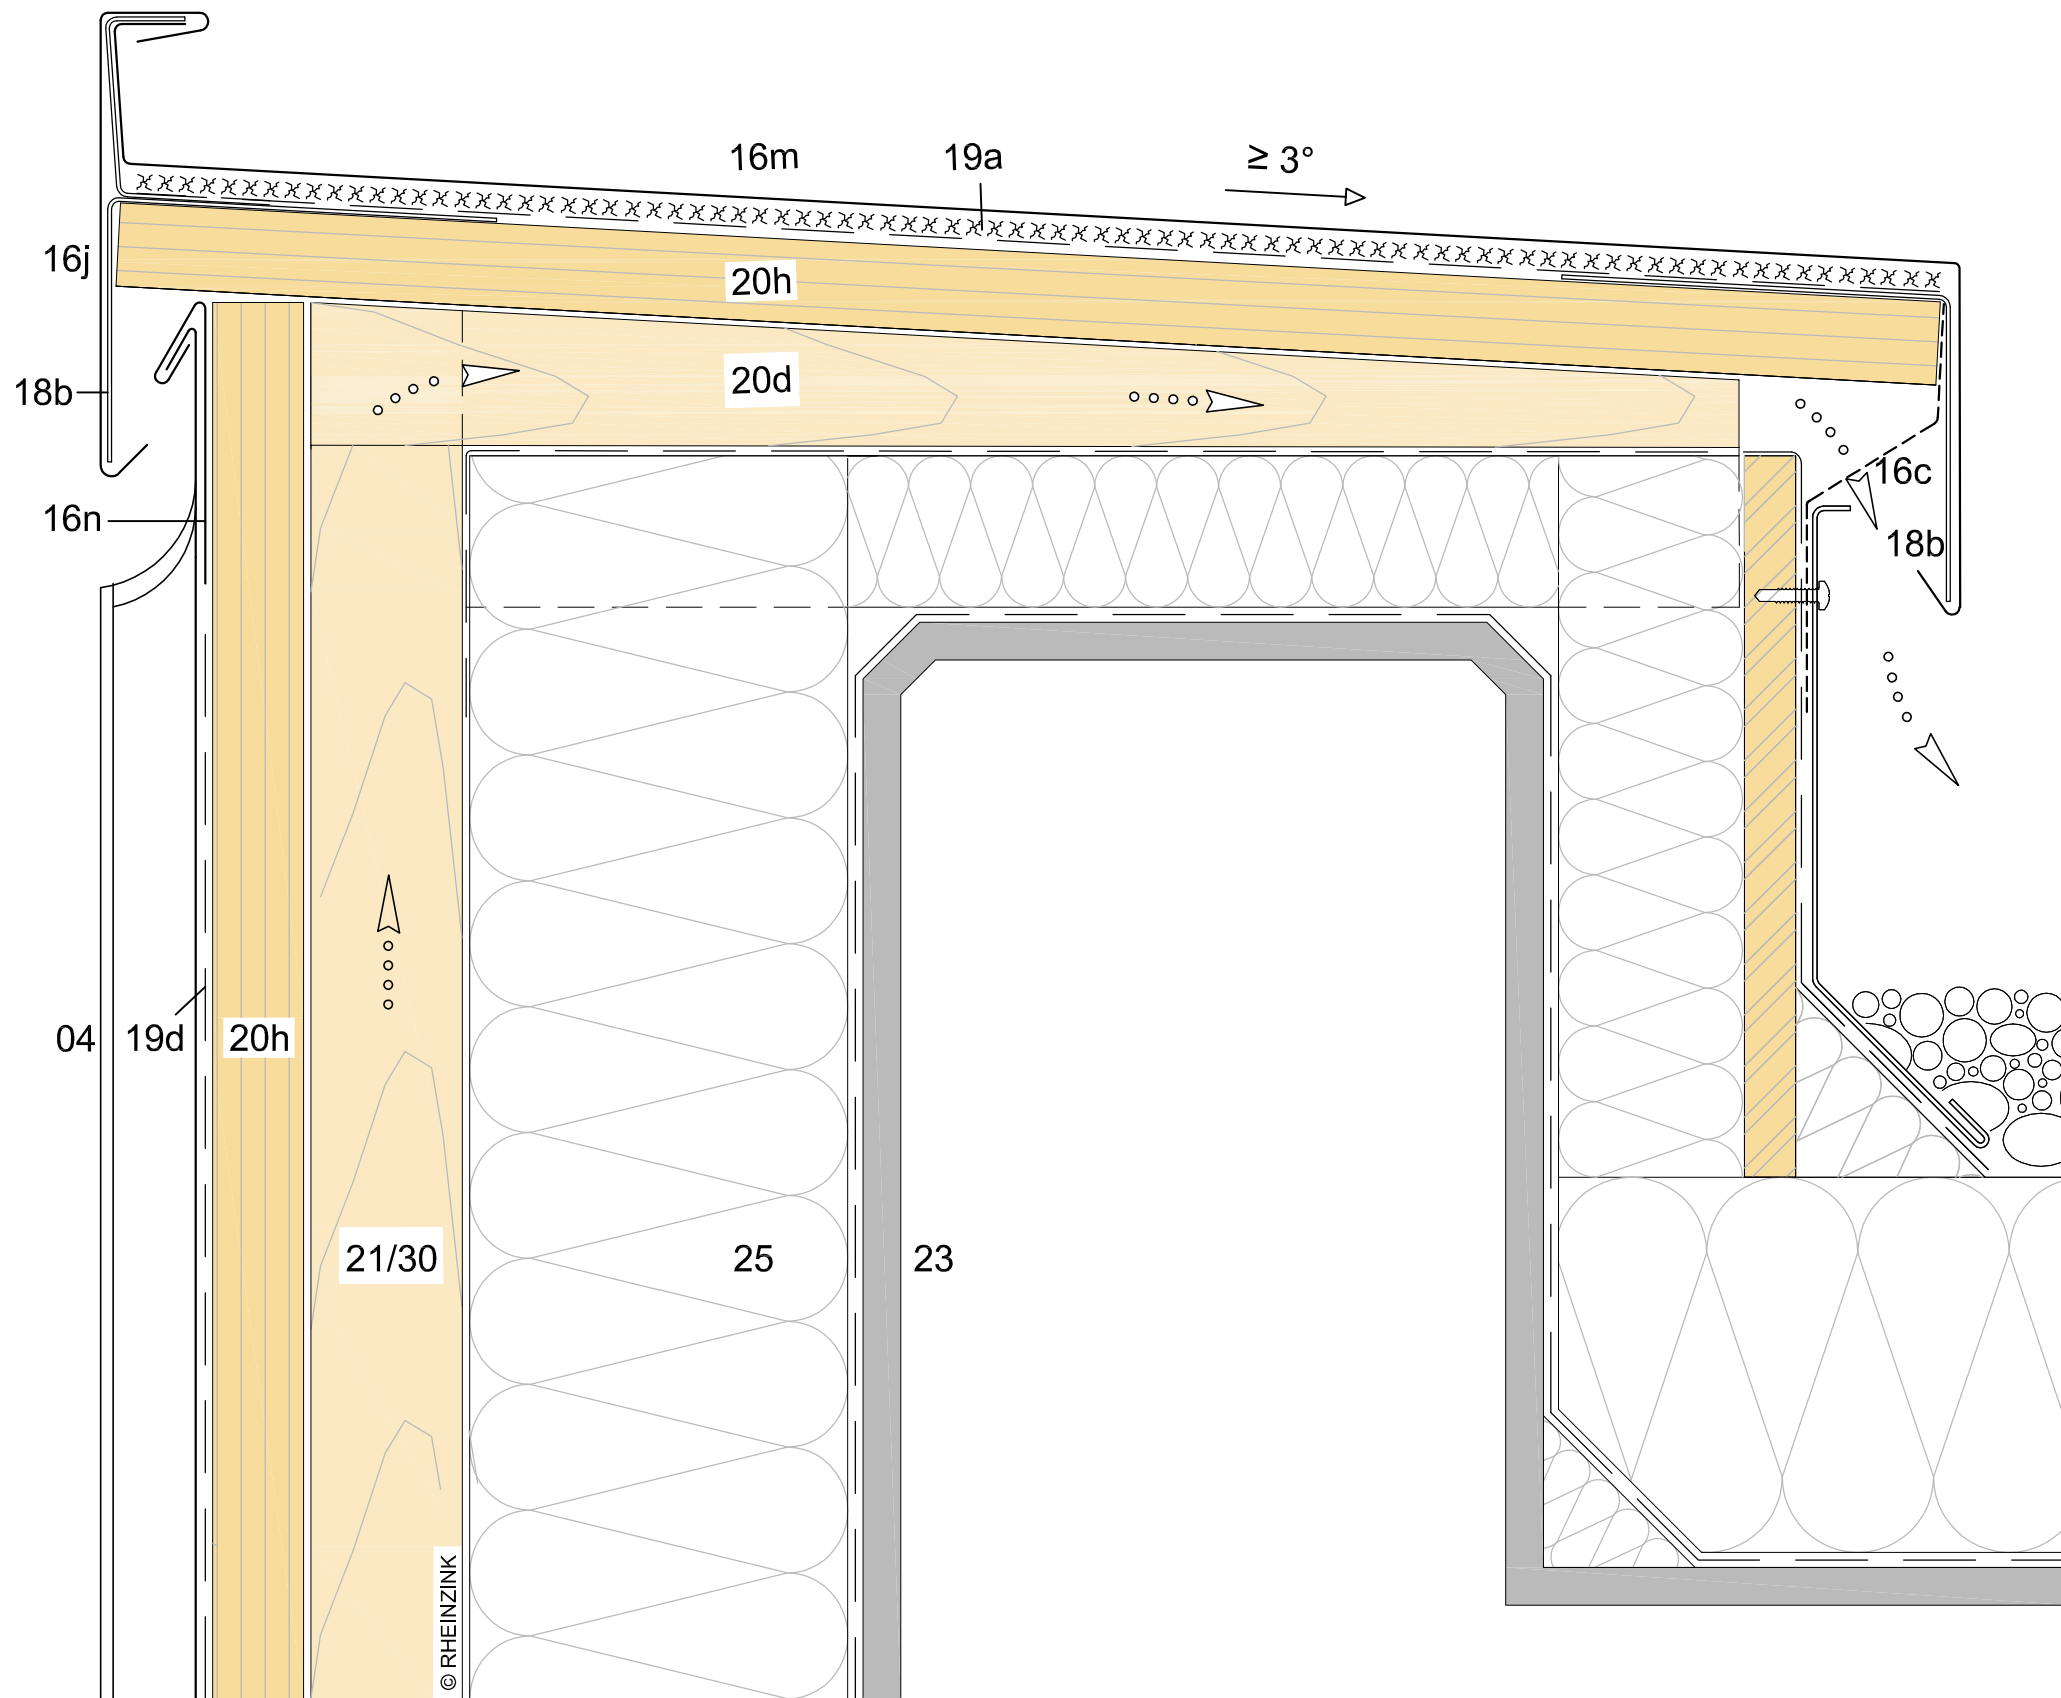 16m
19a
≥ 3°
16j
20h
20d
18b
16c
16n
18b
04
19d
20h
21/30
25
23
© RHEINZINK